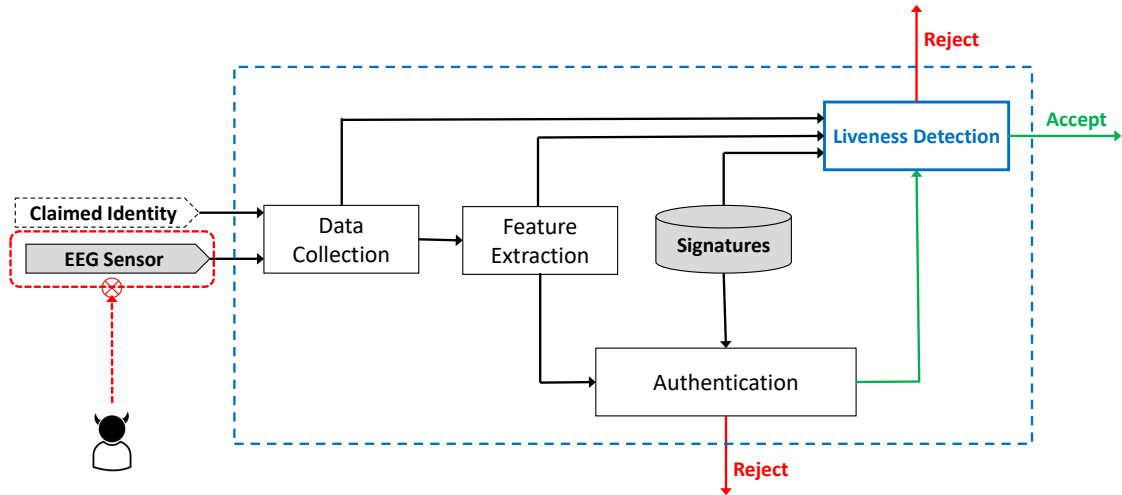 Reject
Accept
Liveness Detection
Claimed Identity
EEG Sensor
Data
Collection
Feature
Extraction
Signatures
Authentication
Reject